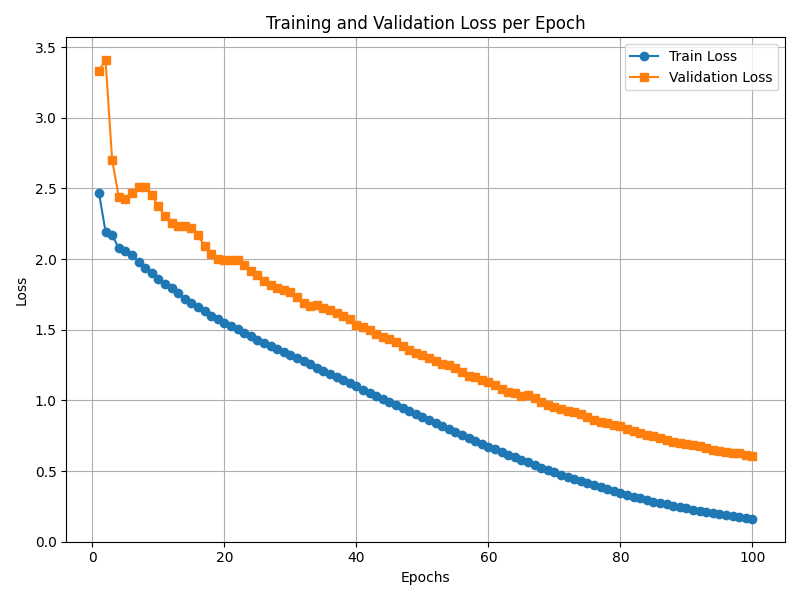 Training and Validation Loss per Epoch
Train Loss
Validation Loss
3.5
3.0
2.5
2.0
1.5
1.0
0.5
0.0
Loss
0 20 40 60 80 100
Epochs